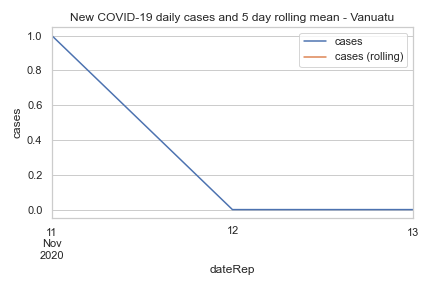 New COVID-19 daily cases and 5 day rolling mean - Vanuatu
cases
cases (rolling)
1.0
0.8
0.6
0.4
0.2
0.0
cases
11
Nov
2020
12
13
dateRep